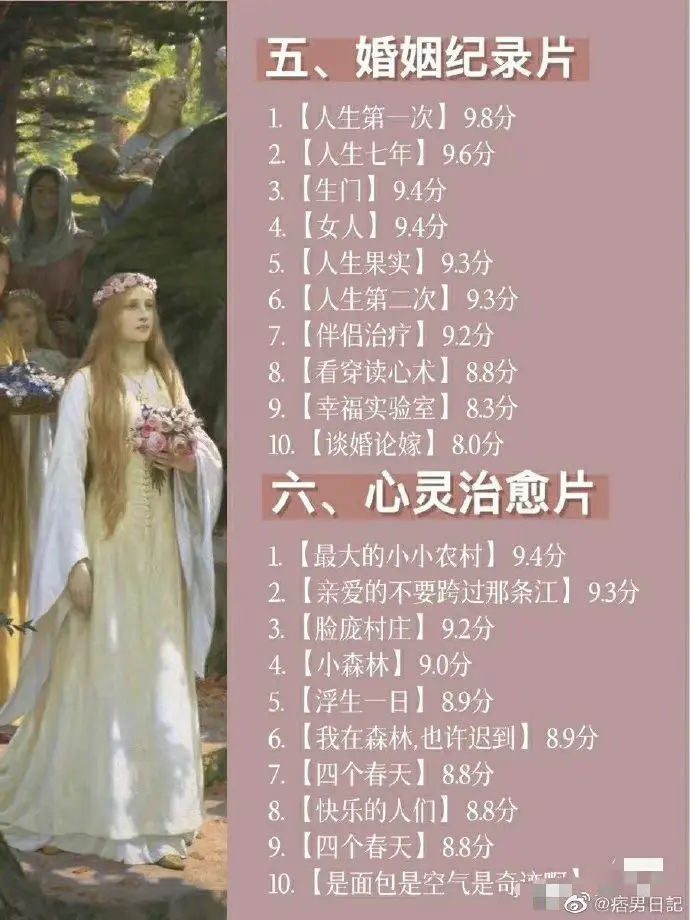 五、婚姻纪录片
1.【人生第一次】9.8分
2.【人生七年】9.6分
3.【生门】9.4分
4.【女人】9.4分
5.【人生果实】9.3分
6.【人生第二次】9.3分
7.【伴侣治疗】9.2分
8.【看穿读心术】8.8分
9.【幸福实验室】8.3分
10.【谈婚论嫁】8.0分
六、心灵治愈片
1.【最大的小小农村】9.4分
2.【亲爱的不要跨过那条江】9.3分
3.【脸庞村庄】9.2分
4.【小森林】9.0分
5.【浮生一日】8.9分
6.【我在森林,也许迟到】8.9分
7.【四个春天】8.8分
8.【快乐的人们】8.8分
9.【四个春天】8.8分
10.【是面包是空气是奇迹啊】
@痞男日記